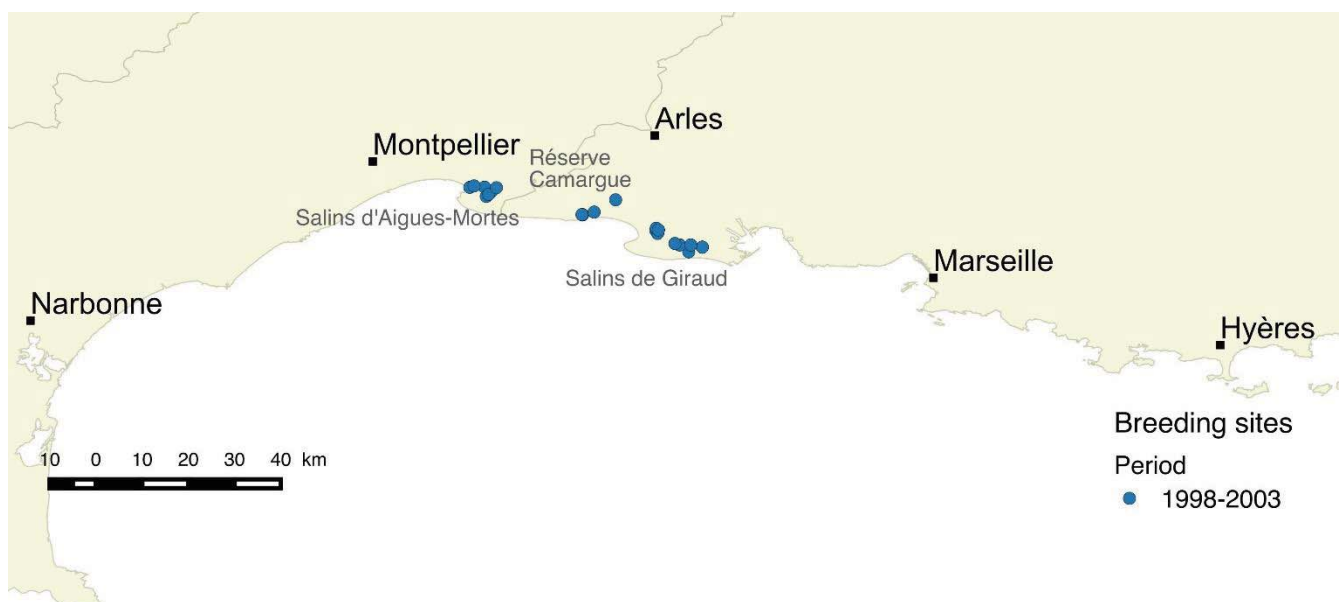 Arles
Montpellier
Réserve
Camargue
Salins d'Aigues-Mortes
Salins de Giraud
Marseille
Narbonne
Hyères
Breeding sites
Period
1998-2003
10 0 10 20 30 40 km